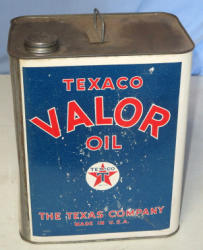 TEXACO
VALOR
OIL
TEXACO
T
THE TEXAS COMPANY
MADE IN U.S.A.